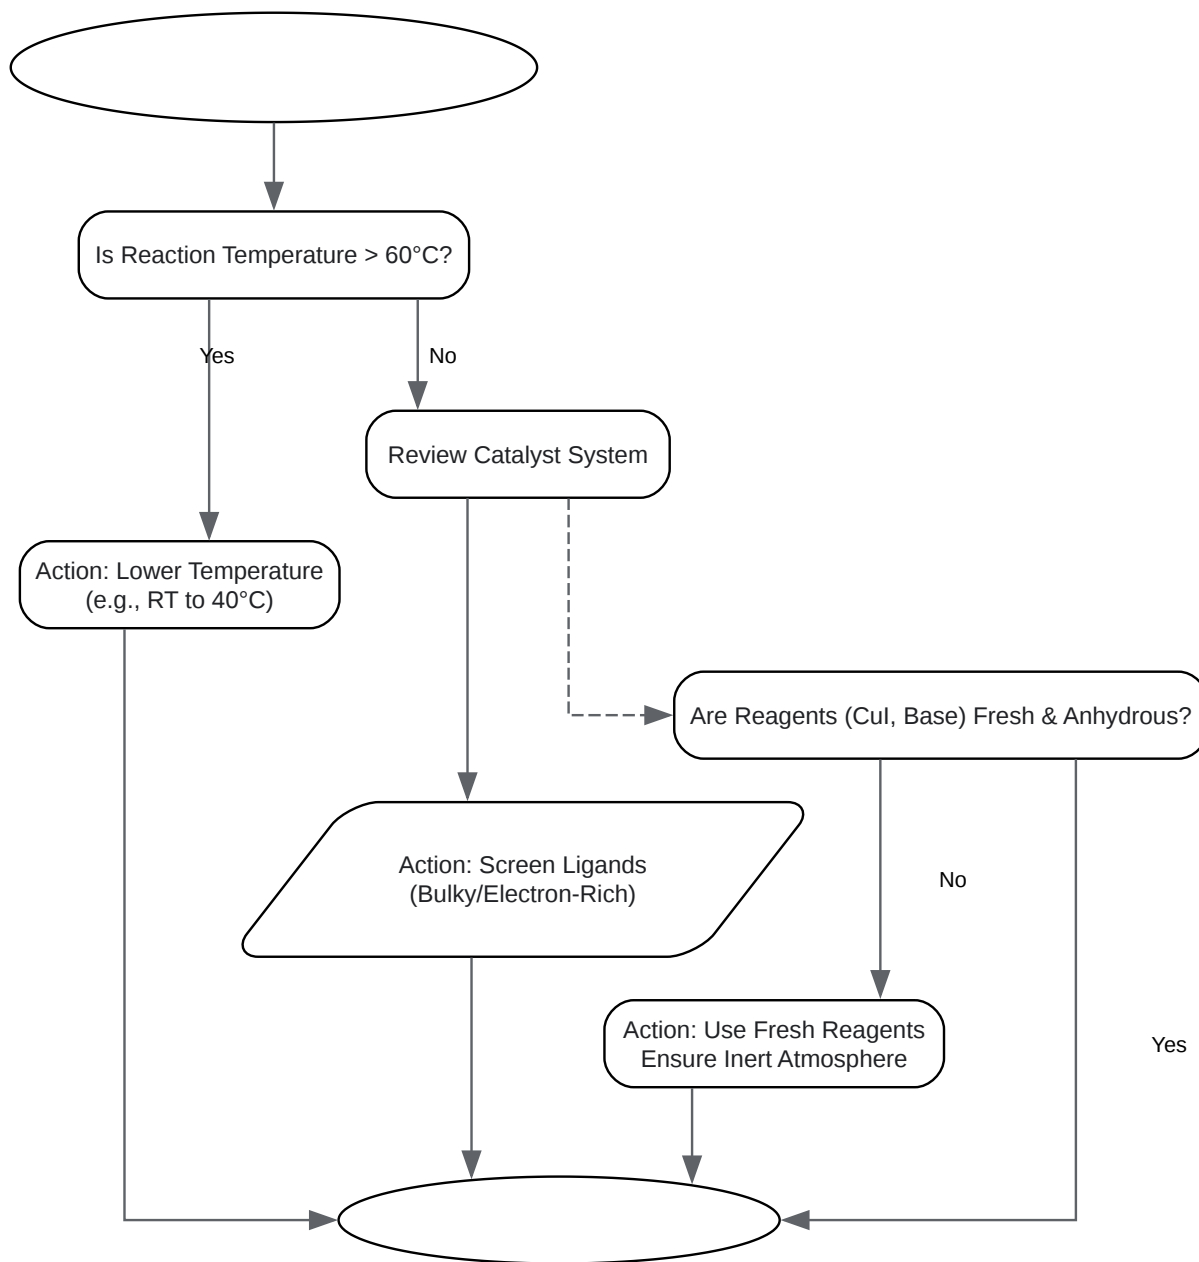 Is Reaction Temperature > 60°C?
Yes
No
Review Catalyst System
Action: Lower Temperature
(e.g., RT to 40°C)
Are Reagents (CuI, Base) Fresh & Anhydrous?
Action: Screen Ligands
(Bulky/Electron-Rich)
No
Action: Use Fresh Reagents
Ensure Inert Atmosphere
Yes